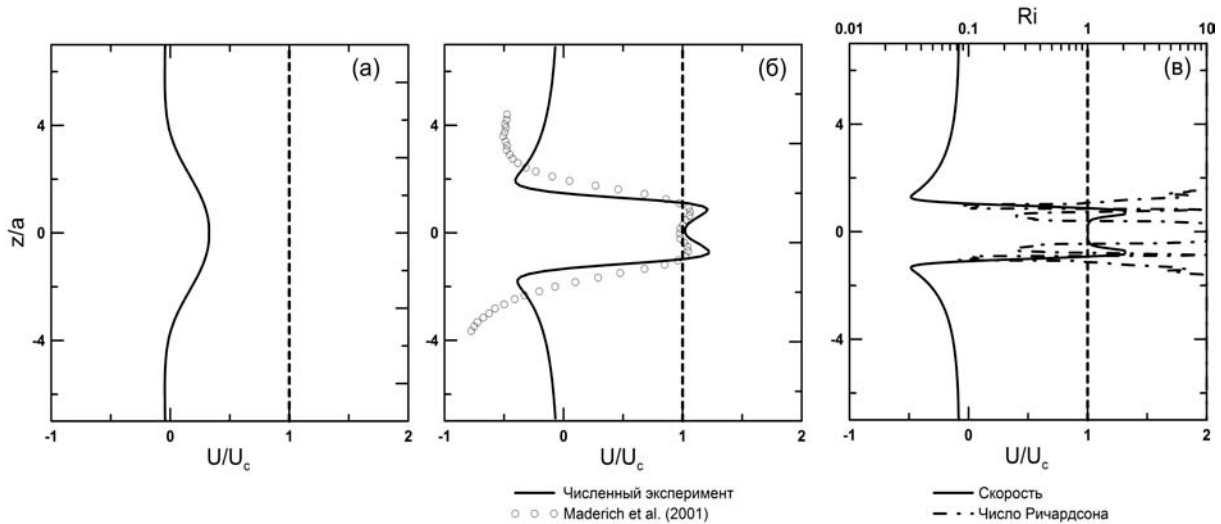 0.01 0.1 Ri 1 10
(а) (б) (в)
4 4 4
z/a
0 0 0
-4 -4 -4
-1 0 1 2 -1 0 1 2 -1 0 1 2
U/U_c U/U_c U/U_c
Численный эксперимент Скорость
Maderich et al. (2001) Число Ричардсона